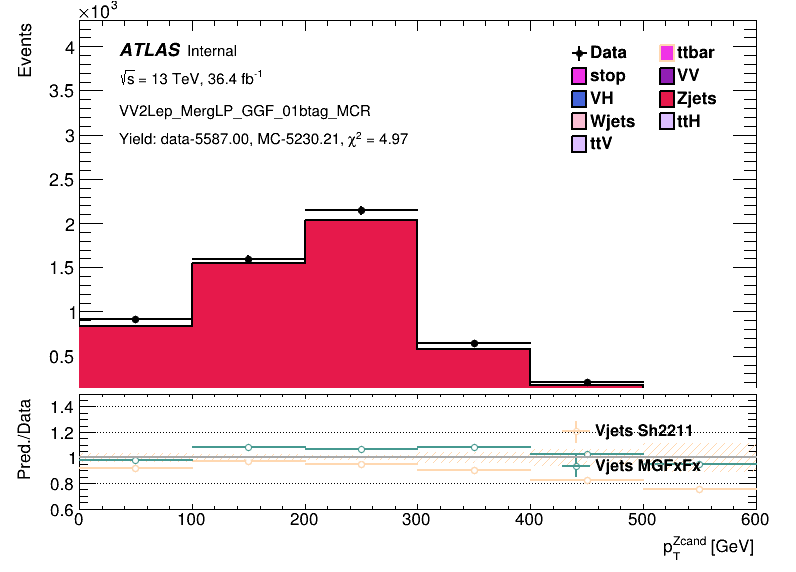 ×10³
Events
ATLAS Internal
√s = 13 TeV, 36.4 fb⁻¹
VV2Lep_MergLP_GGF_01btag_MCR
Yield: data-5587.00, MC-5230.21, χ² = 4.97
Data
ttbar
stop
VV
VH
Zjets
Wjets
ttH
ttV
4
3.5
3
2.5
2
1.5
1
0.5
Pred./Data
1.4
1.2
1
0.8
0.6
Vjets Sh2211
Vjets MGFxFx
0 100 200 300 400 500 600
p_T^Zcand [GeV]